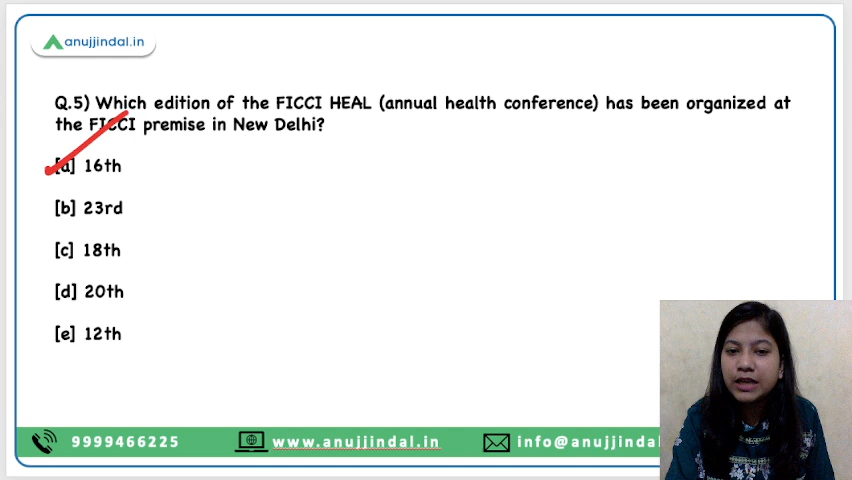 anujjindal.in
Q.5) Which edition of the FICCI HEAL (annual health conference) has been organized at
the FICCI premise in New Delhi?
[a] 16th
[b] 23rd
[c] 18th
[d] 20th
[e] 12th
9999466225 www.anujjindal.in info@anujjindal